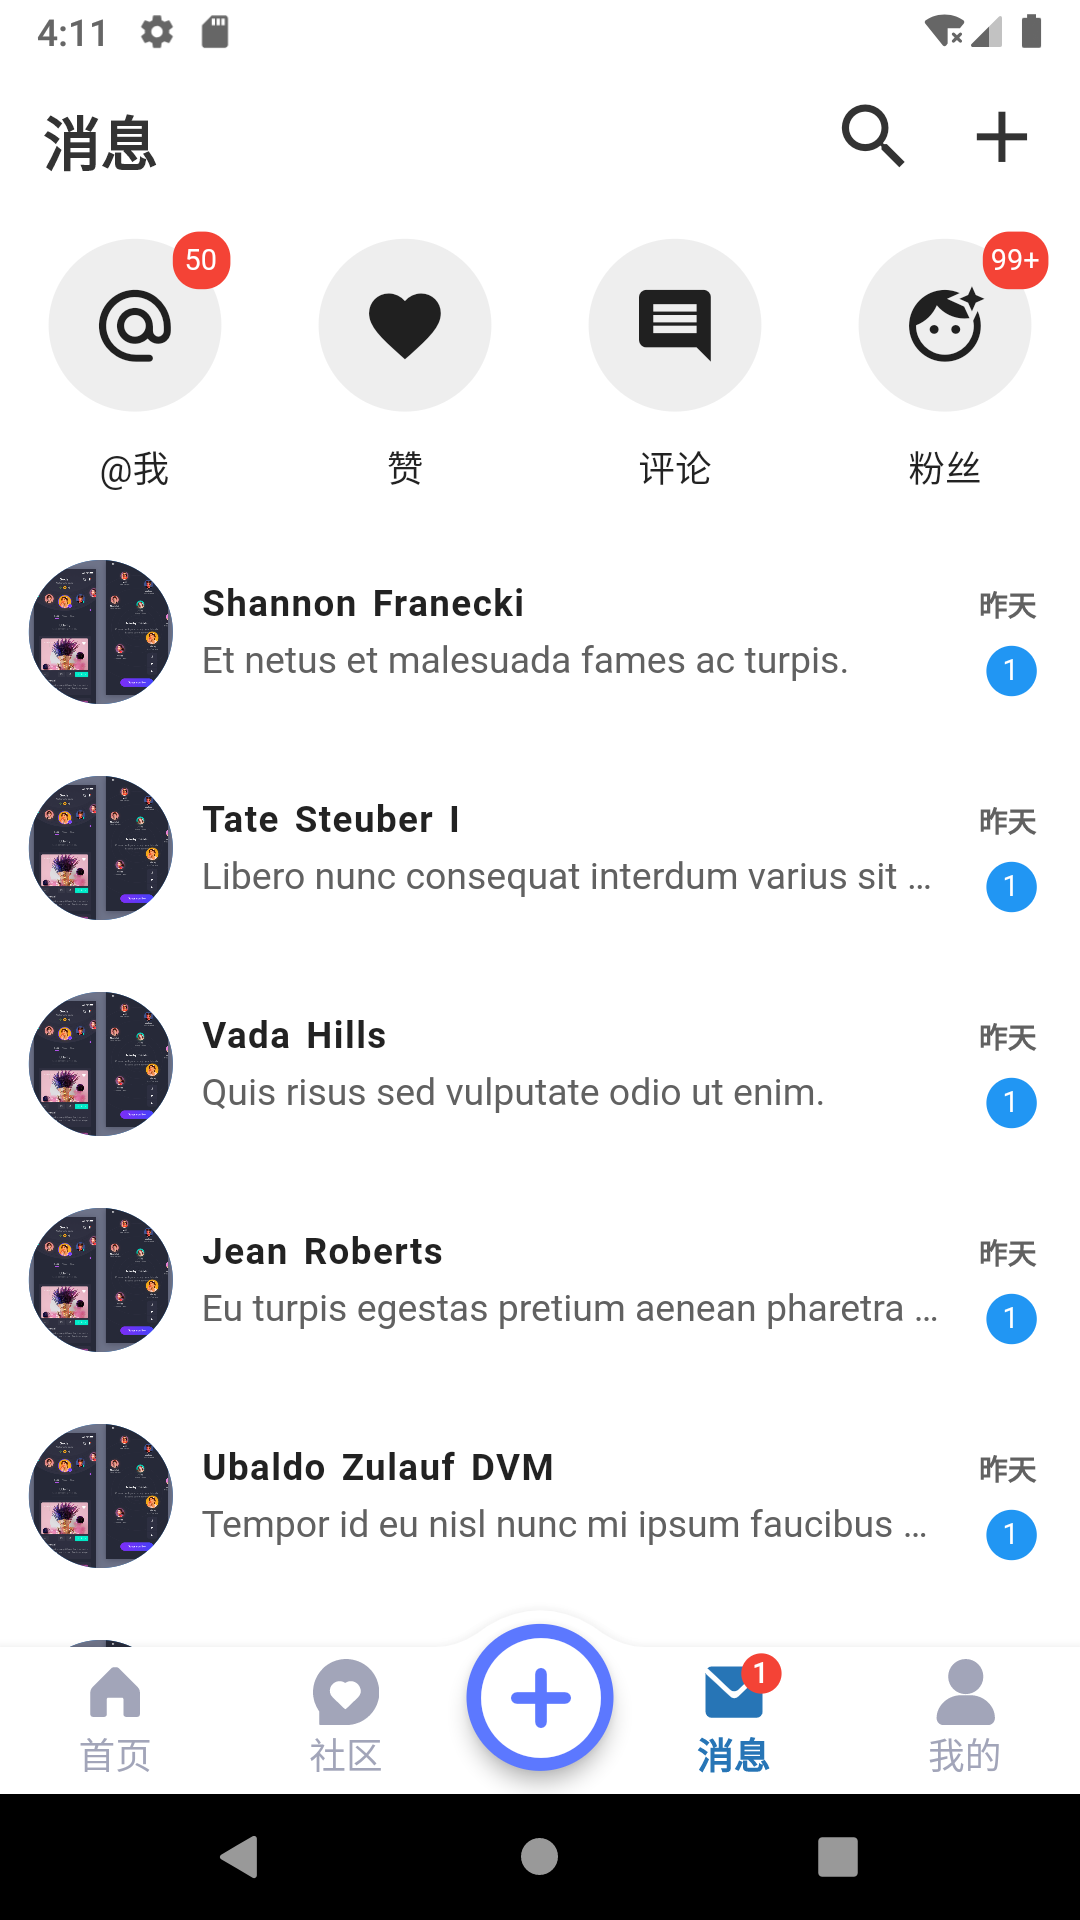 4:11
消息
50
99+
@我
赞
评论
粉丝
Shannon Franecki
昨天
Et netus et malesuada fames ac turpis.
1
Tate Steuber I
昨天
Libero nunc consequat interdum varius sit ...
1
Vada Hills
昨天
Quis risus sed vulputate odio ut enim.
1
Jean Roberts
昨天
Eu turpis egestas pretium aenean pharetra ...
1
Ubaldo Zulauf DVM
昨天
Tempor id eu nisl nunc mi ipsum faucibus ...
1
1
首页
社区
消息
我的